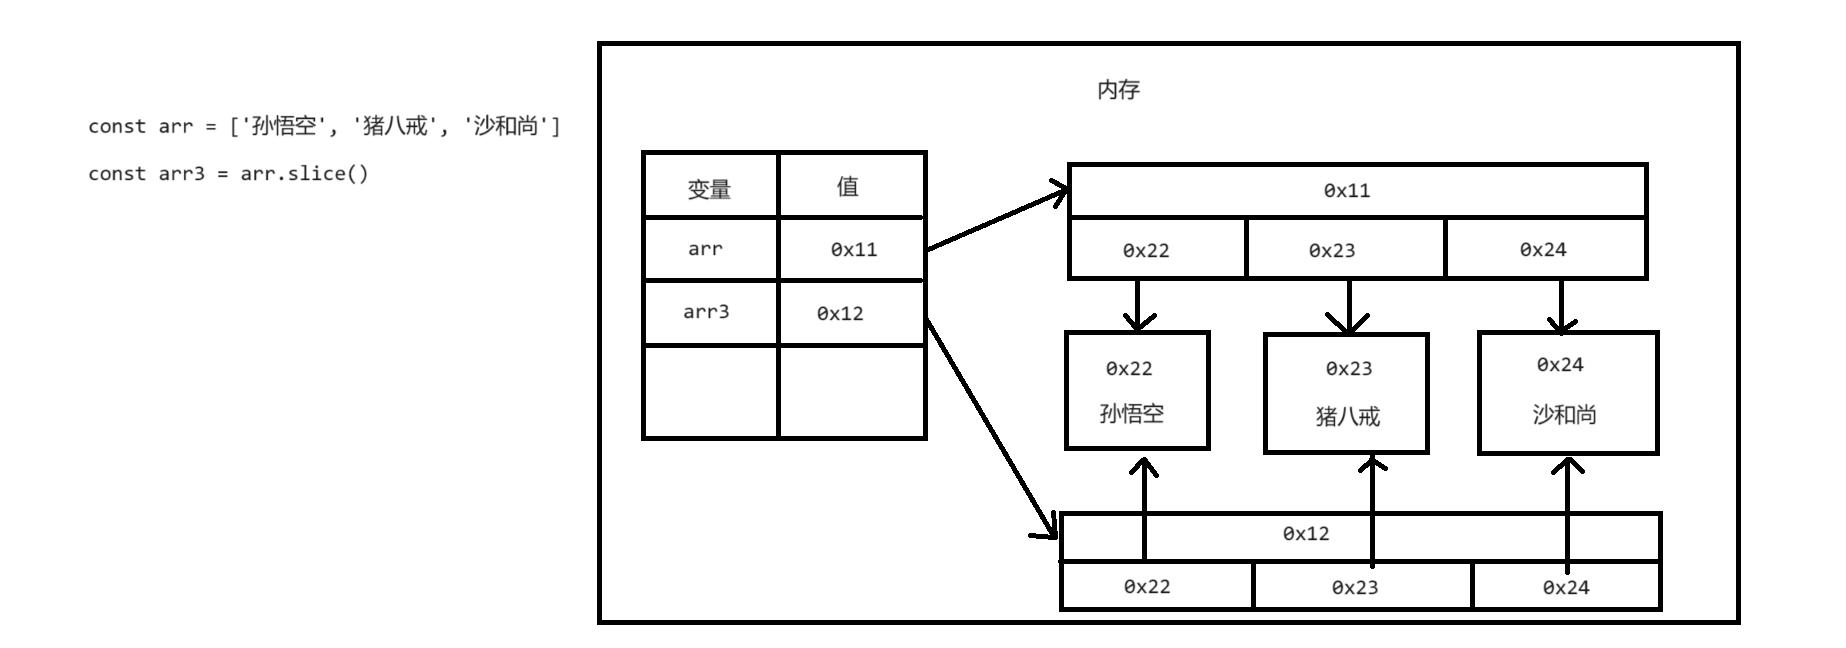 内存
const arr = ['孙悟空', '猪八戒', '沙和尚']
const arr3 = arr.slice()
变量 值
arr 0x11
arr3 0x12
0x11
0x22 0x23 0x24
0x22
孙悟空
0x23
猪八戒
0x24
沙和尚
0x12
0x22 0x23 0x24